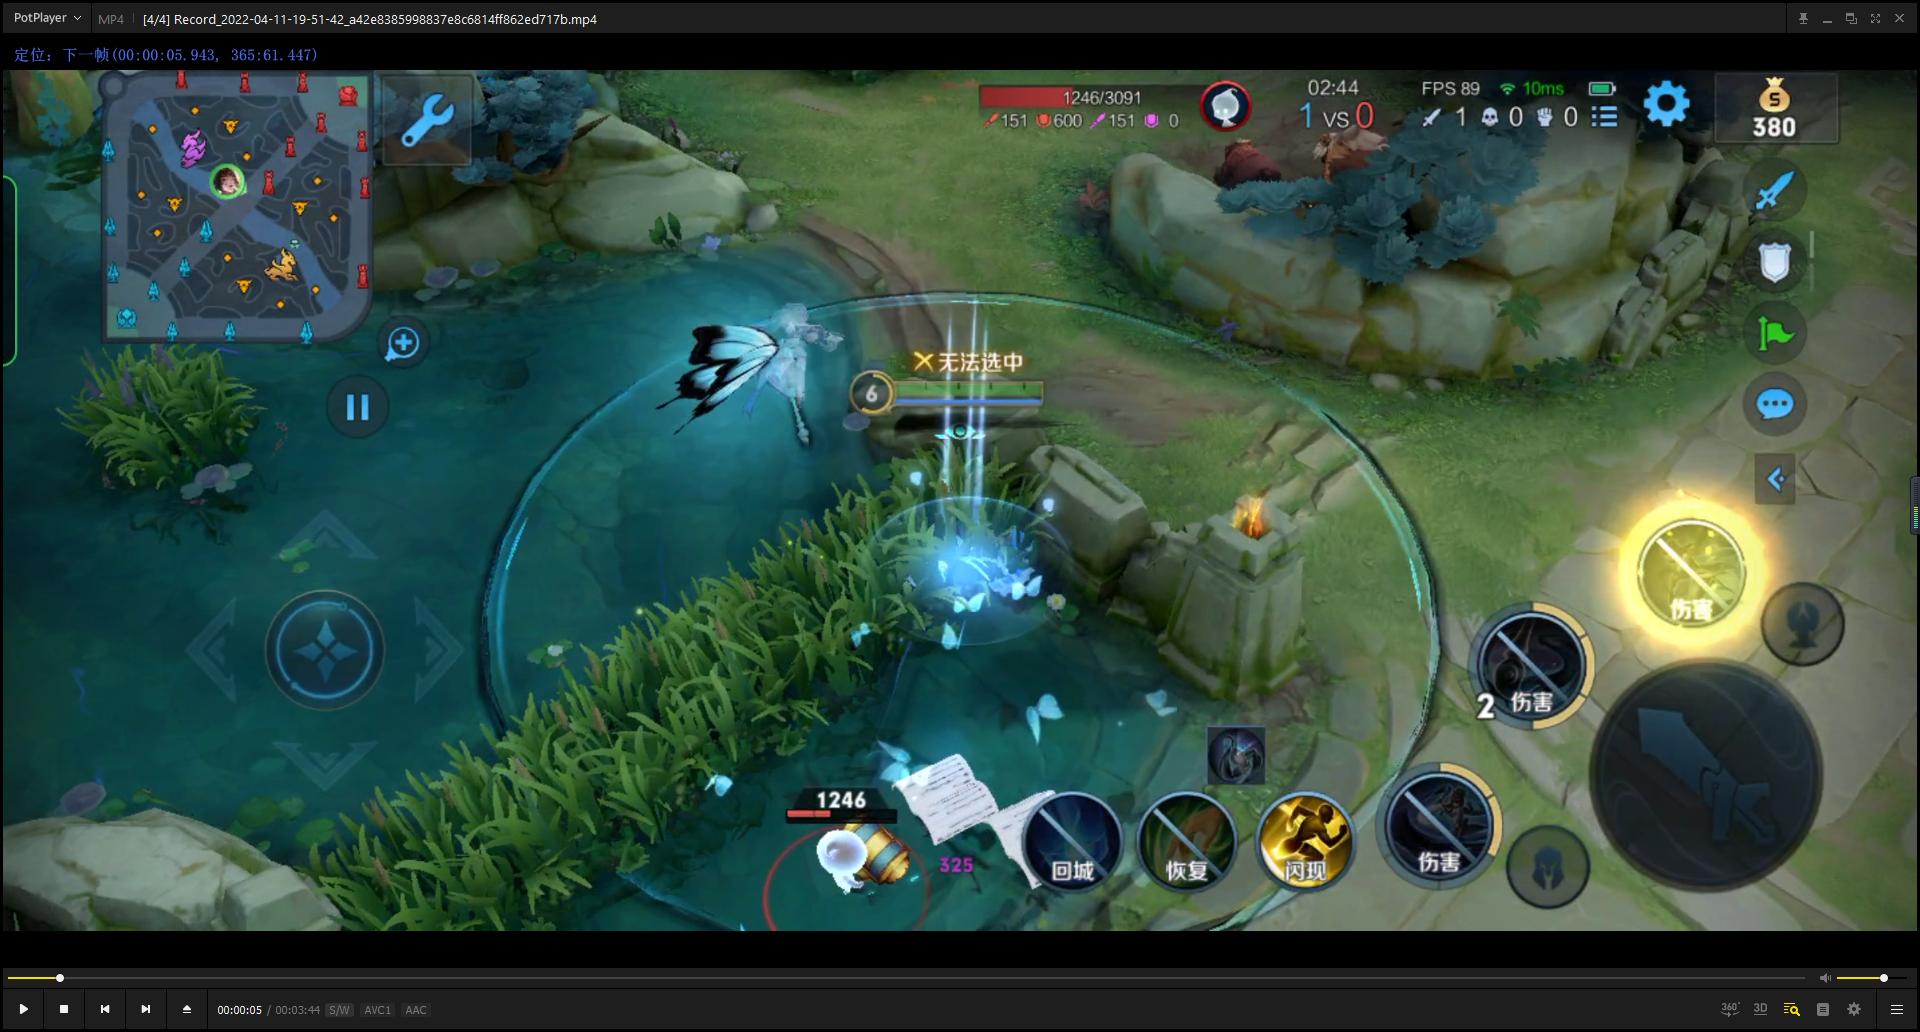 PotPlayer MP4 [4/4] Record_2022-04-11-19-51-42_a42e8385998837e8c6814ff862ed717b.mp4
定位：下一帧(00:00:05.943, 365:61.447)
1246/3091
151 600 151 0
02:44
1 VS 0
FPS 89 10ms
1 0 0
380
无法选中
6
伤害
2 伤害
1246
325
回城
恢复
闪现
伤害
00:00:05 / 00:03:44 S/W AVC1 AAC
360° 3D